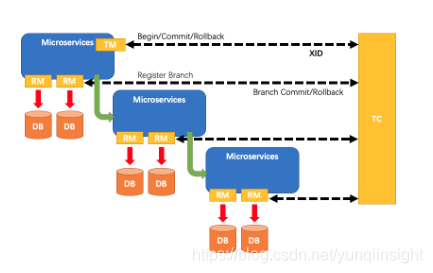 Begin/Commit/Rollback
Microservices
TM
XID
Register Branch
RM
RM
Branch Commit/Rollback
Microservices
TC
DB
DB
RM
RM
Microservices
DB
DB
RM
RM
DB
DB
https://blog.csdn.net/yunqiinsight